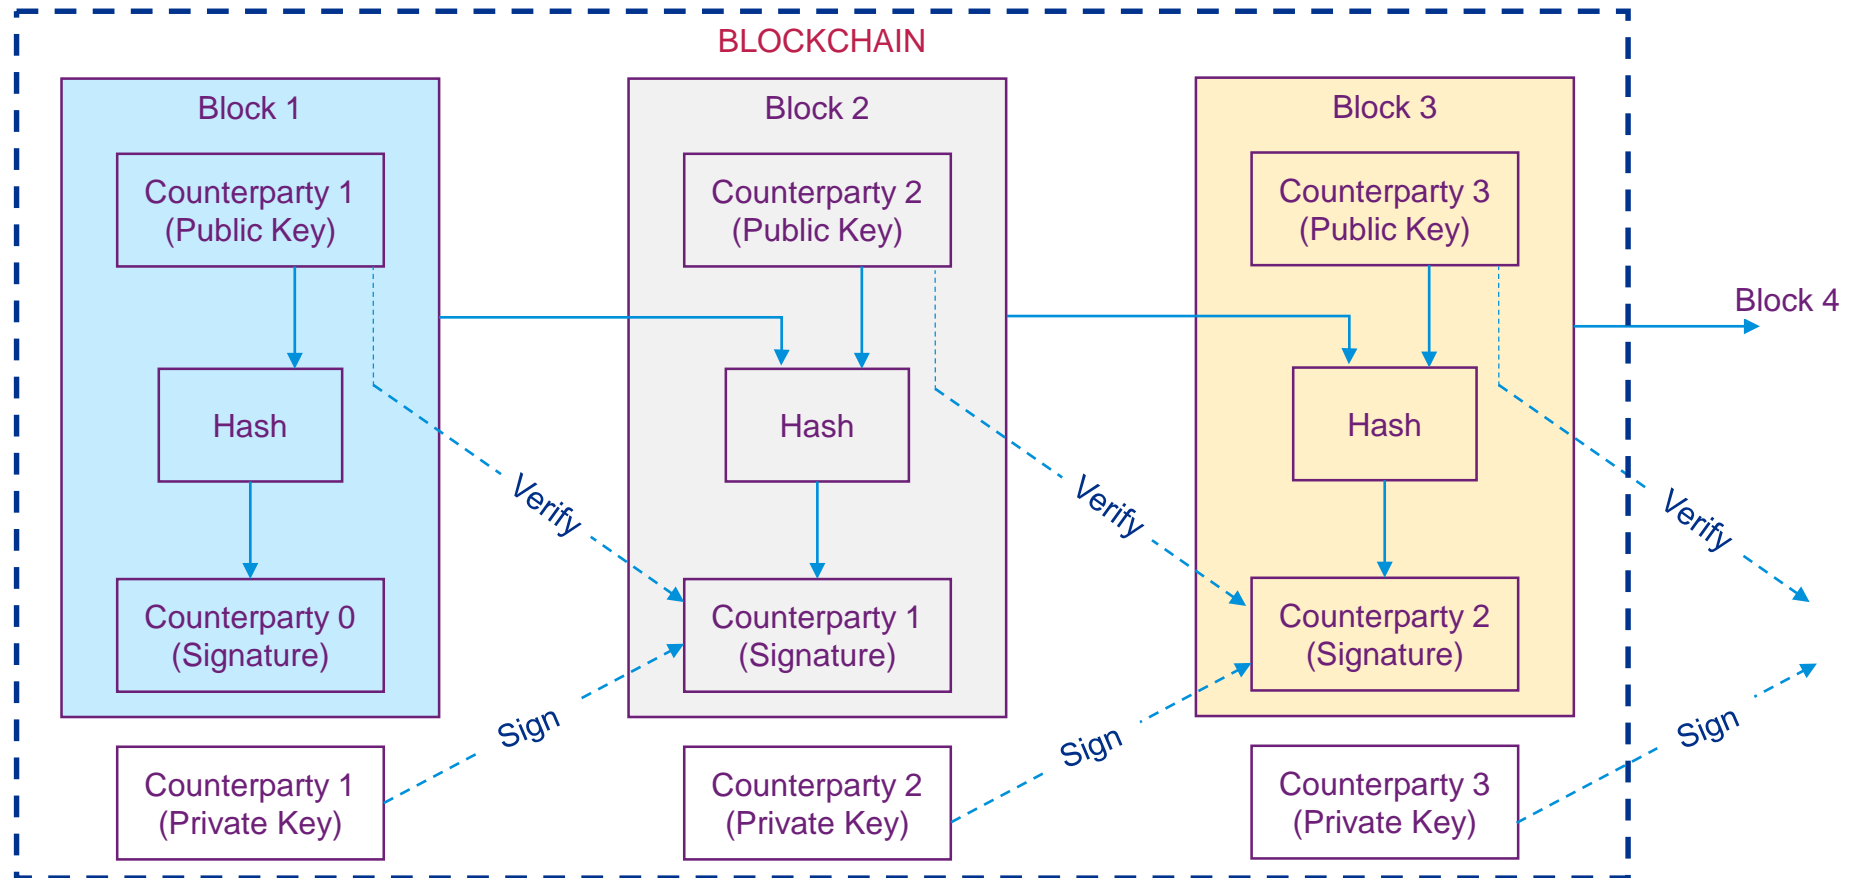 BLOCKCHAIN
Block 1
Counterparty 1
(Public Key)
Hash
Counterparty 0
(Signature)
Counterparty 1
(Private Key)
Verify
Sign
Block 2
Counterparty 2
(Public Key)
Hash
Counterparty 1
(Signature)
Counterparty 2
(Private Key)
Verify
Sign
Block 3
Counterparty 3
(Public Key)
Hash
Counterparty 2
(Signature)
Counterparty 3
(Private Key)
Verify
Sign
Block 4